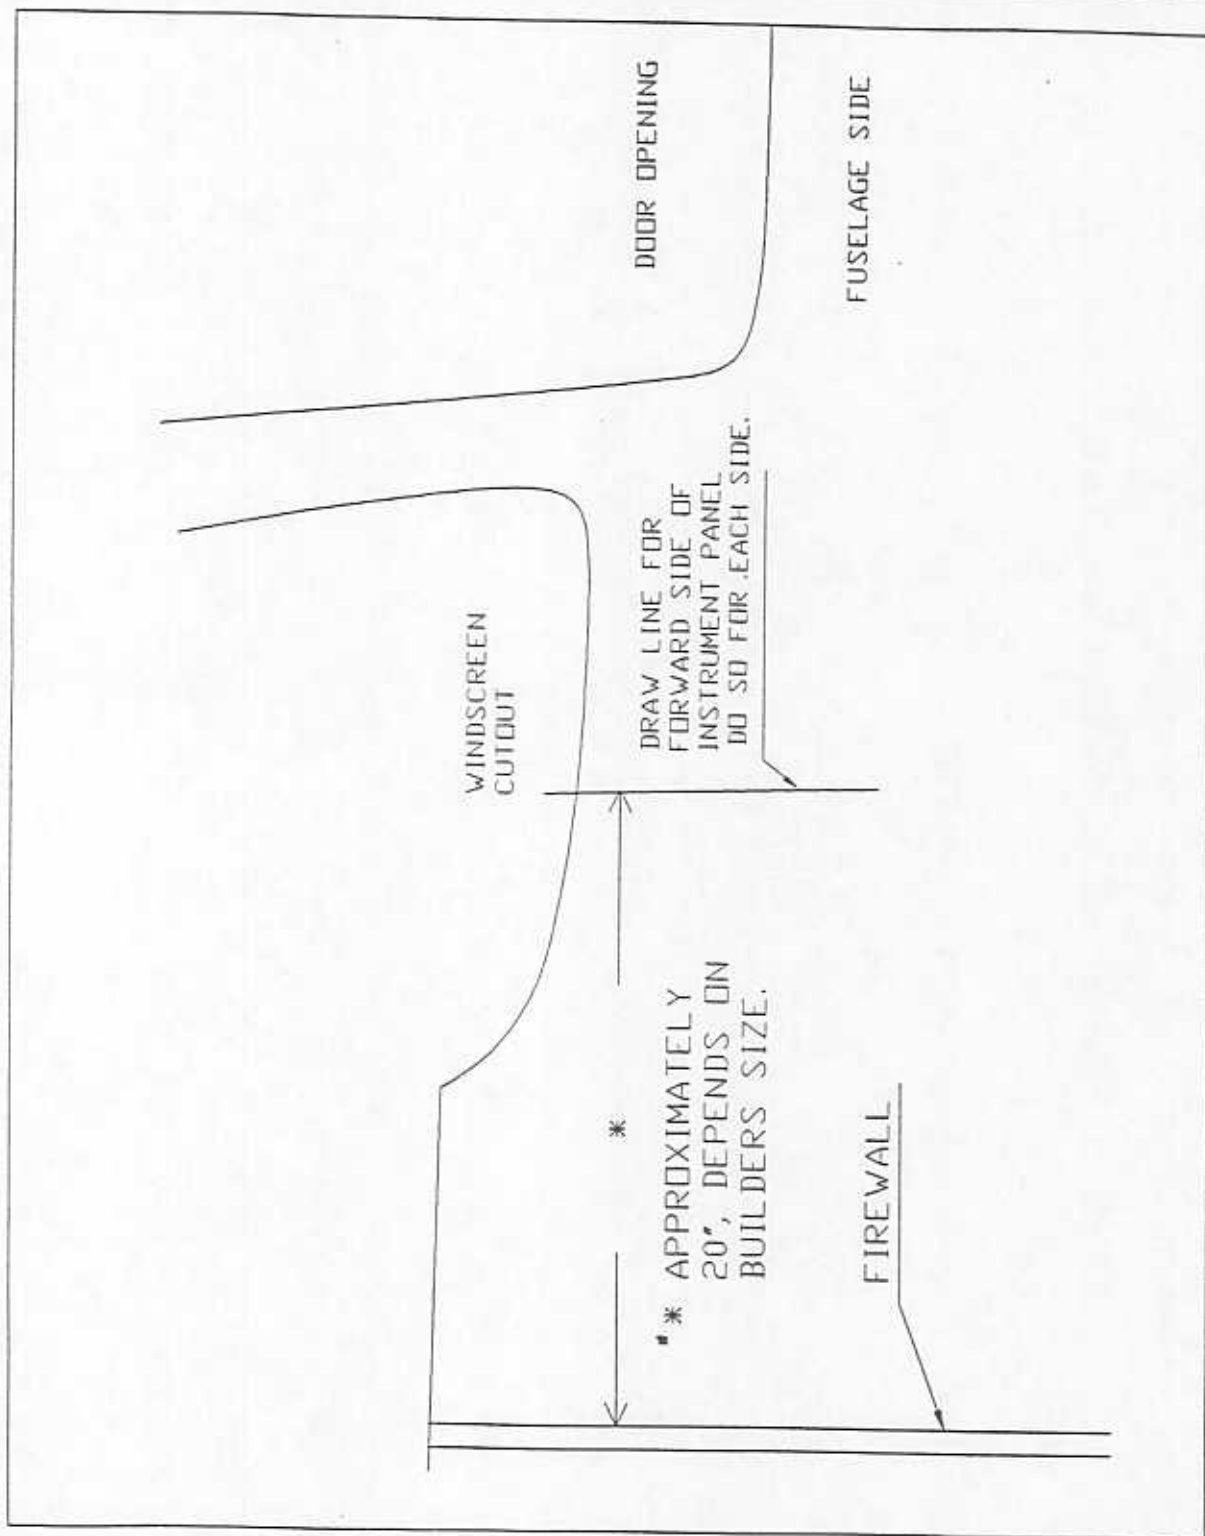 DOOR OPENING
FUSELAGE SIDE
WINDSCREEN
CUTOUT
DRAW LINE FOR
FORWARD SIDE OF
INSTRUMENT PANEL
DO SO FOR EACH SIDE.
*
"* APPROXIMATELY
20", DEPENDS ON
BUILDERS SIZE.
FIREWALL